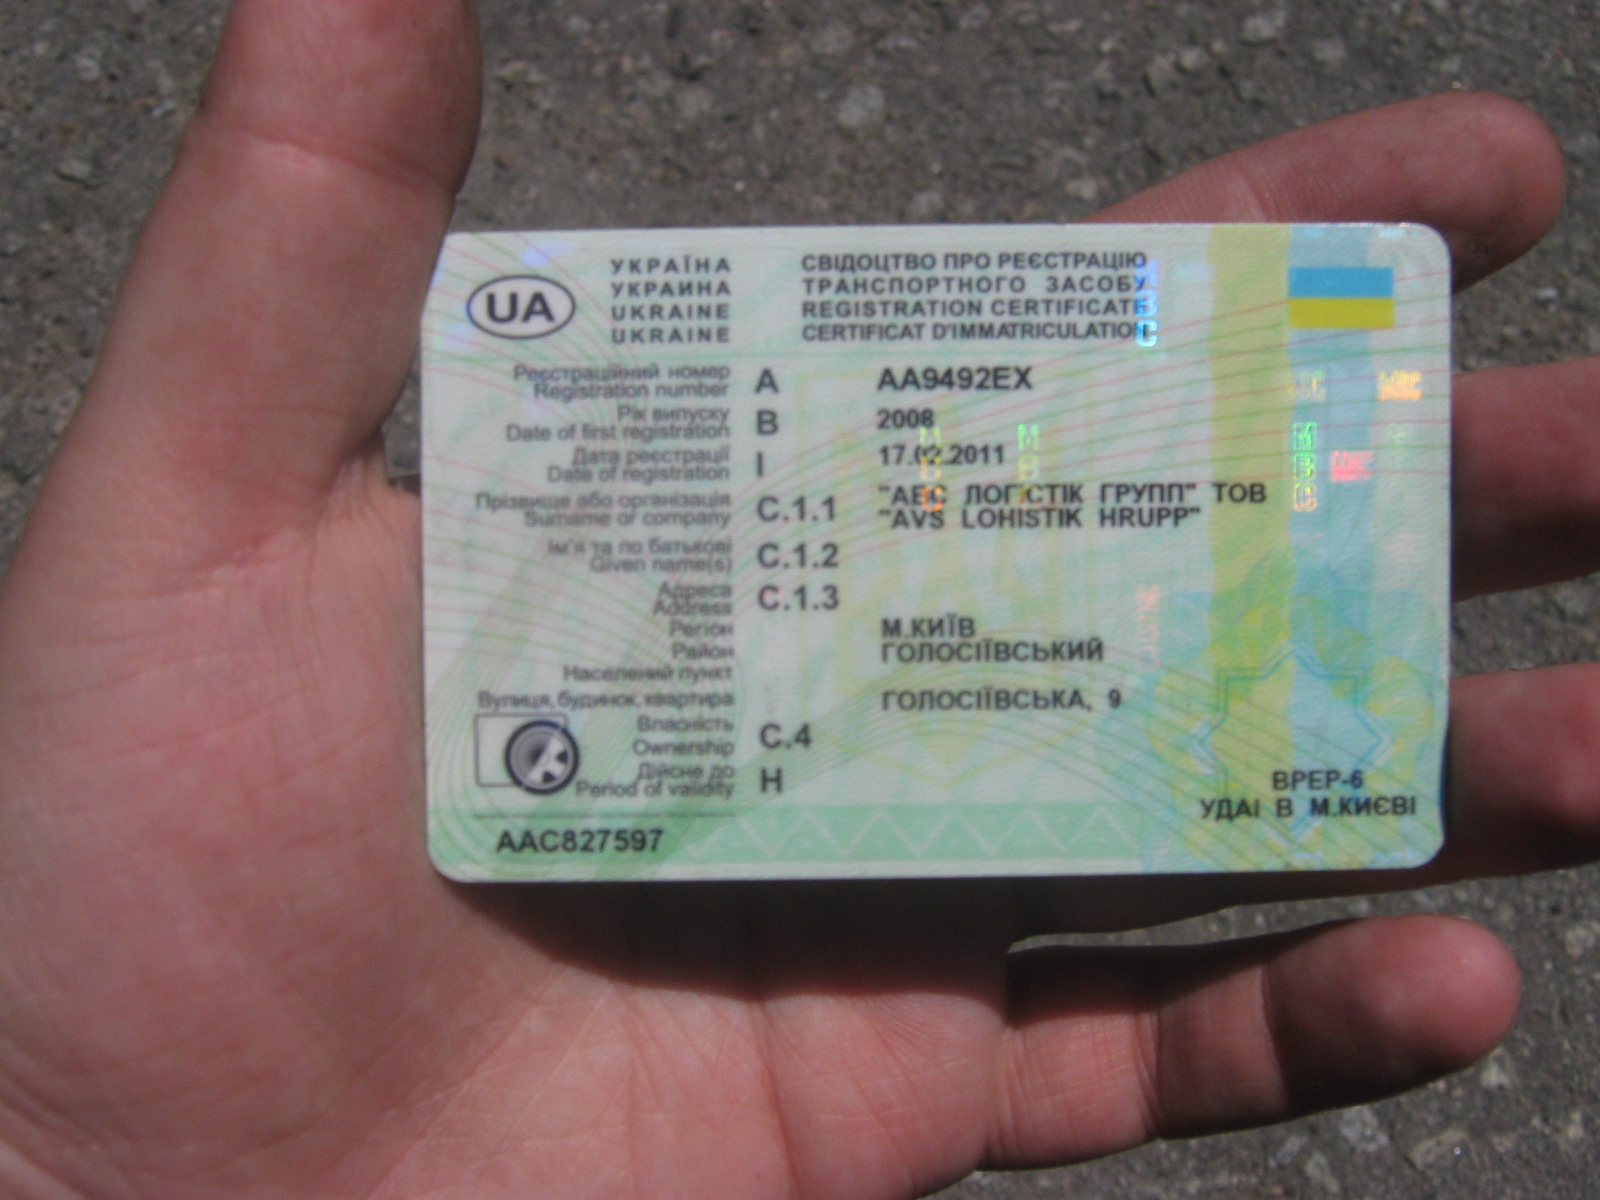 UA
УКРАЇНА
УКРАИНА
UKRAINE
UKRAINE
СВІДОЦТВО ПРО РЕЄСТРАЦІЮ
ТРАНСПОРТНОГО ЗАСОБУ
REGISTRATION CERTIFICATE
CERTIFICAT D'IMMATRICULATION
Реєстраційний номер
Registration number
A
AA9492EX
Рік випуску
Date of first registration
B
2008
Дата реєстрації
Date of registration
I
Прізвище або організація
Surname or company
C.1.1
"АВС ЛОГІСТІК ГРУПП" ТОВ
"AVS LOHISTIK HRUPP"
Ім'я та по батькові
Given name(s)
C.1.2
Адреса
Address
C.1.3
Регіон
М.КИЇВ
Район
ГОЛОСІЇВСЬКИЙ
Населений пункт
Вулиця, будинок, квартира
ГОЛОСІЇВСЬКА, 9
Власність
Ownership
C.4
Дійсне до
Period of validity
H
ВРЕР-6
УДАІ В М.КИЄВІ
AAC827597